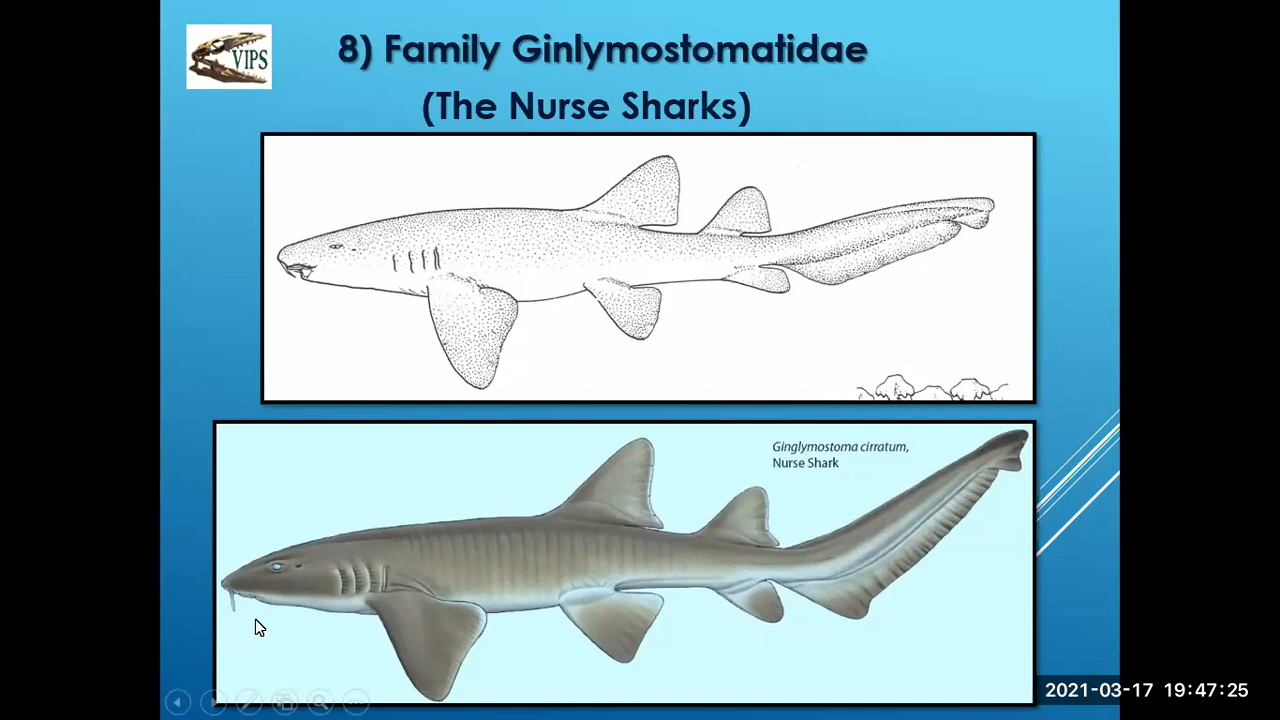 VIPS
8) Family Ginlymostomatidae
(The Nurse Sharks)
Ginglymostoma cirratum,
Nurse Shark
2021-03-17 19:47:25